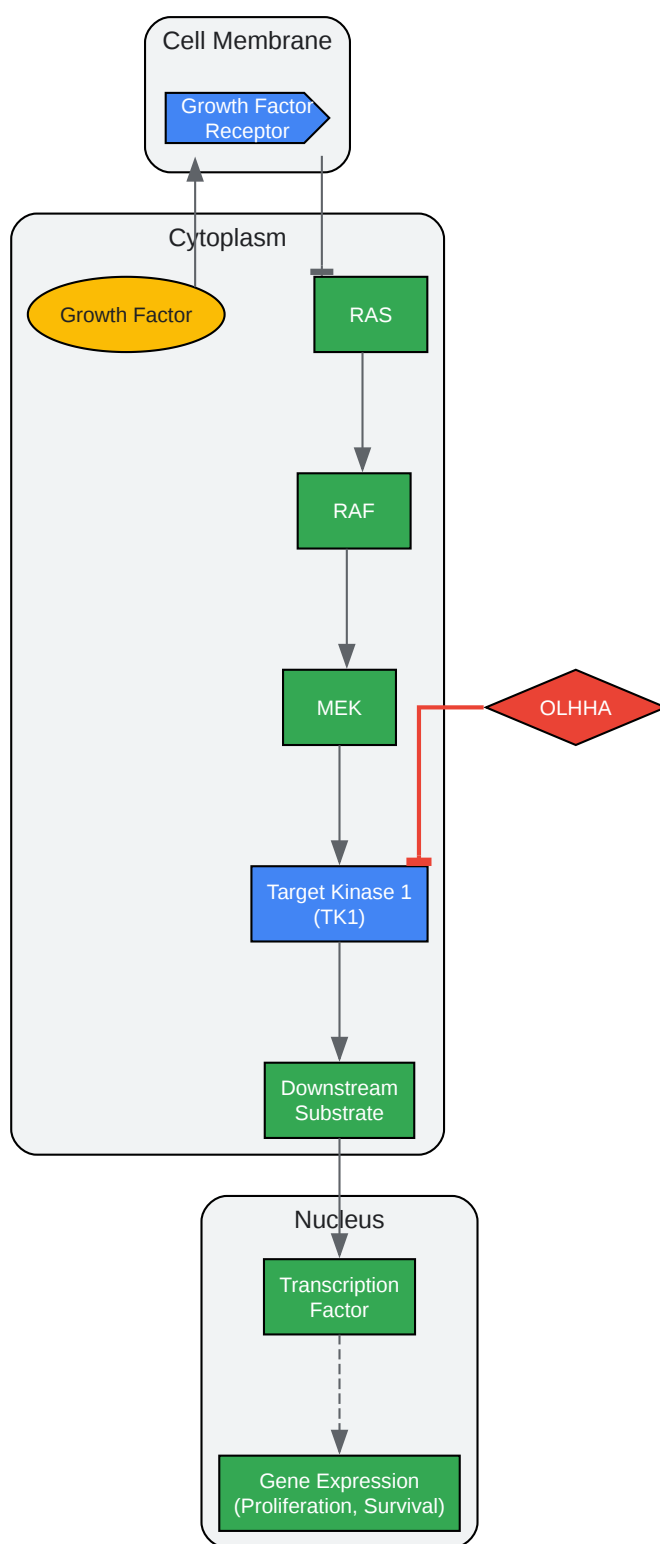 Cell Membrane
Growth Factor
Receptor
Cytoplasm
Growth Factor
RAS
RAF
MEK
OLHHA
Target Kinase 1
(TK1)
Downstream
Substrate
Nucleus
Transcription
Factor
Gene Expression
(Proliferation, Survival)